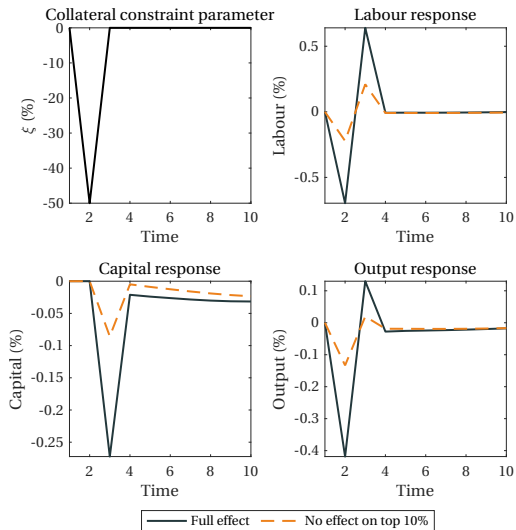 Collateral constraint parameter
0
-10
-20
-30
-40
-50
ξ (%)
2 4 6 8 10
Time
Labour response
0.5
0
-0.5
Labour (%)
2 4 6 8 10
Time
Capital response
0
-0.05
-0.1
-0.15
-0.2
-0.25
Capital (%)
2 4 6 8 10
Time
Output response
0.1
0
-0.1
-0.2
-0.3
-0.4
Output (%)
2 4 6 8 10
Time
Full effect No effect on top 10%